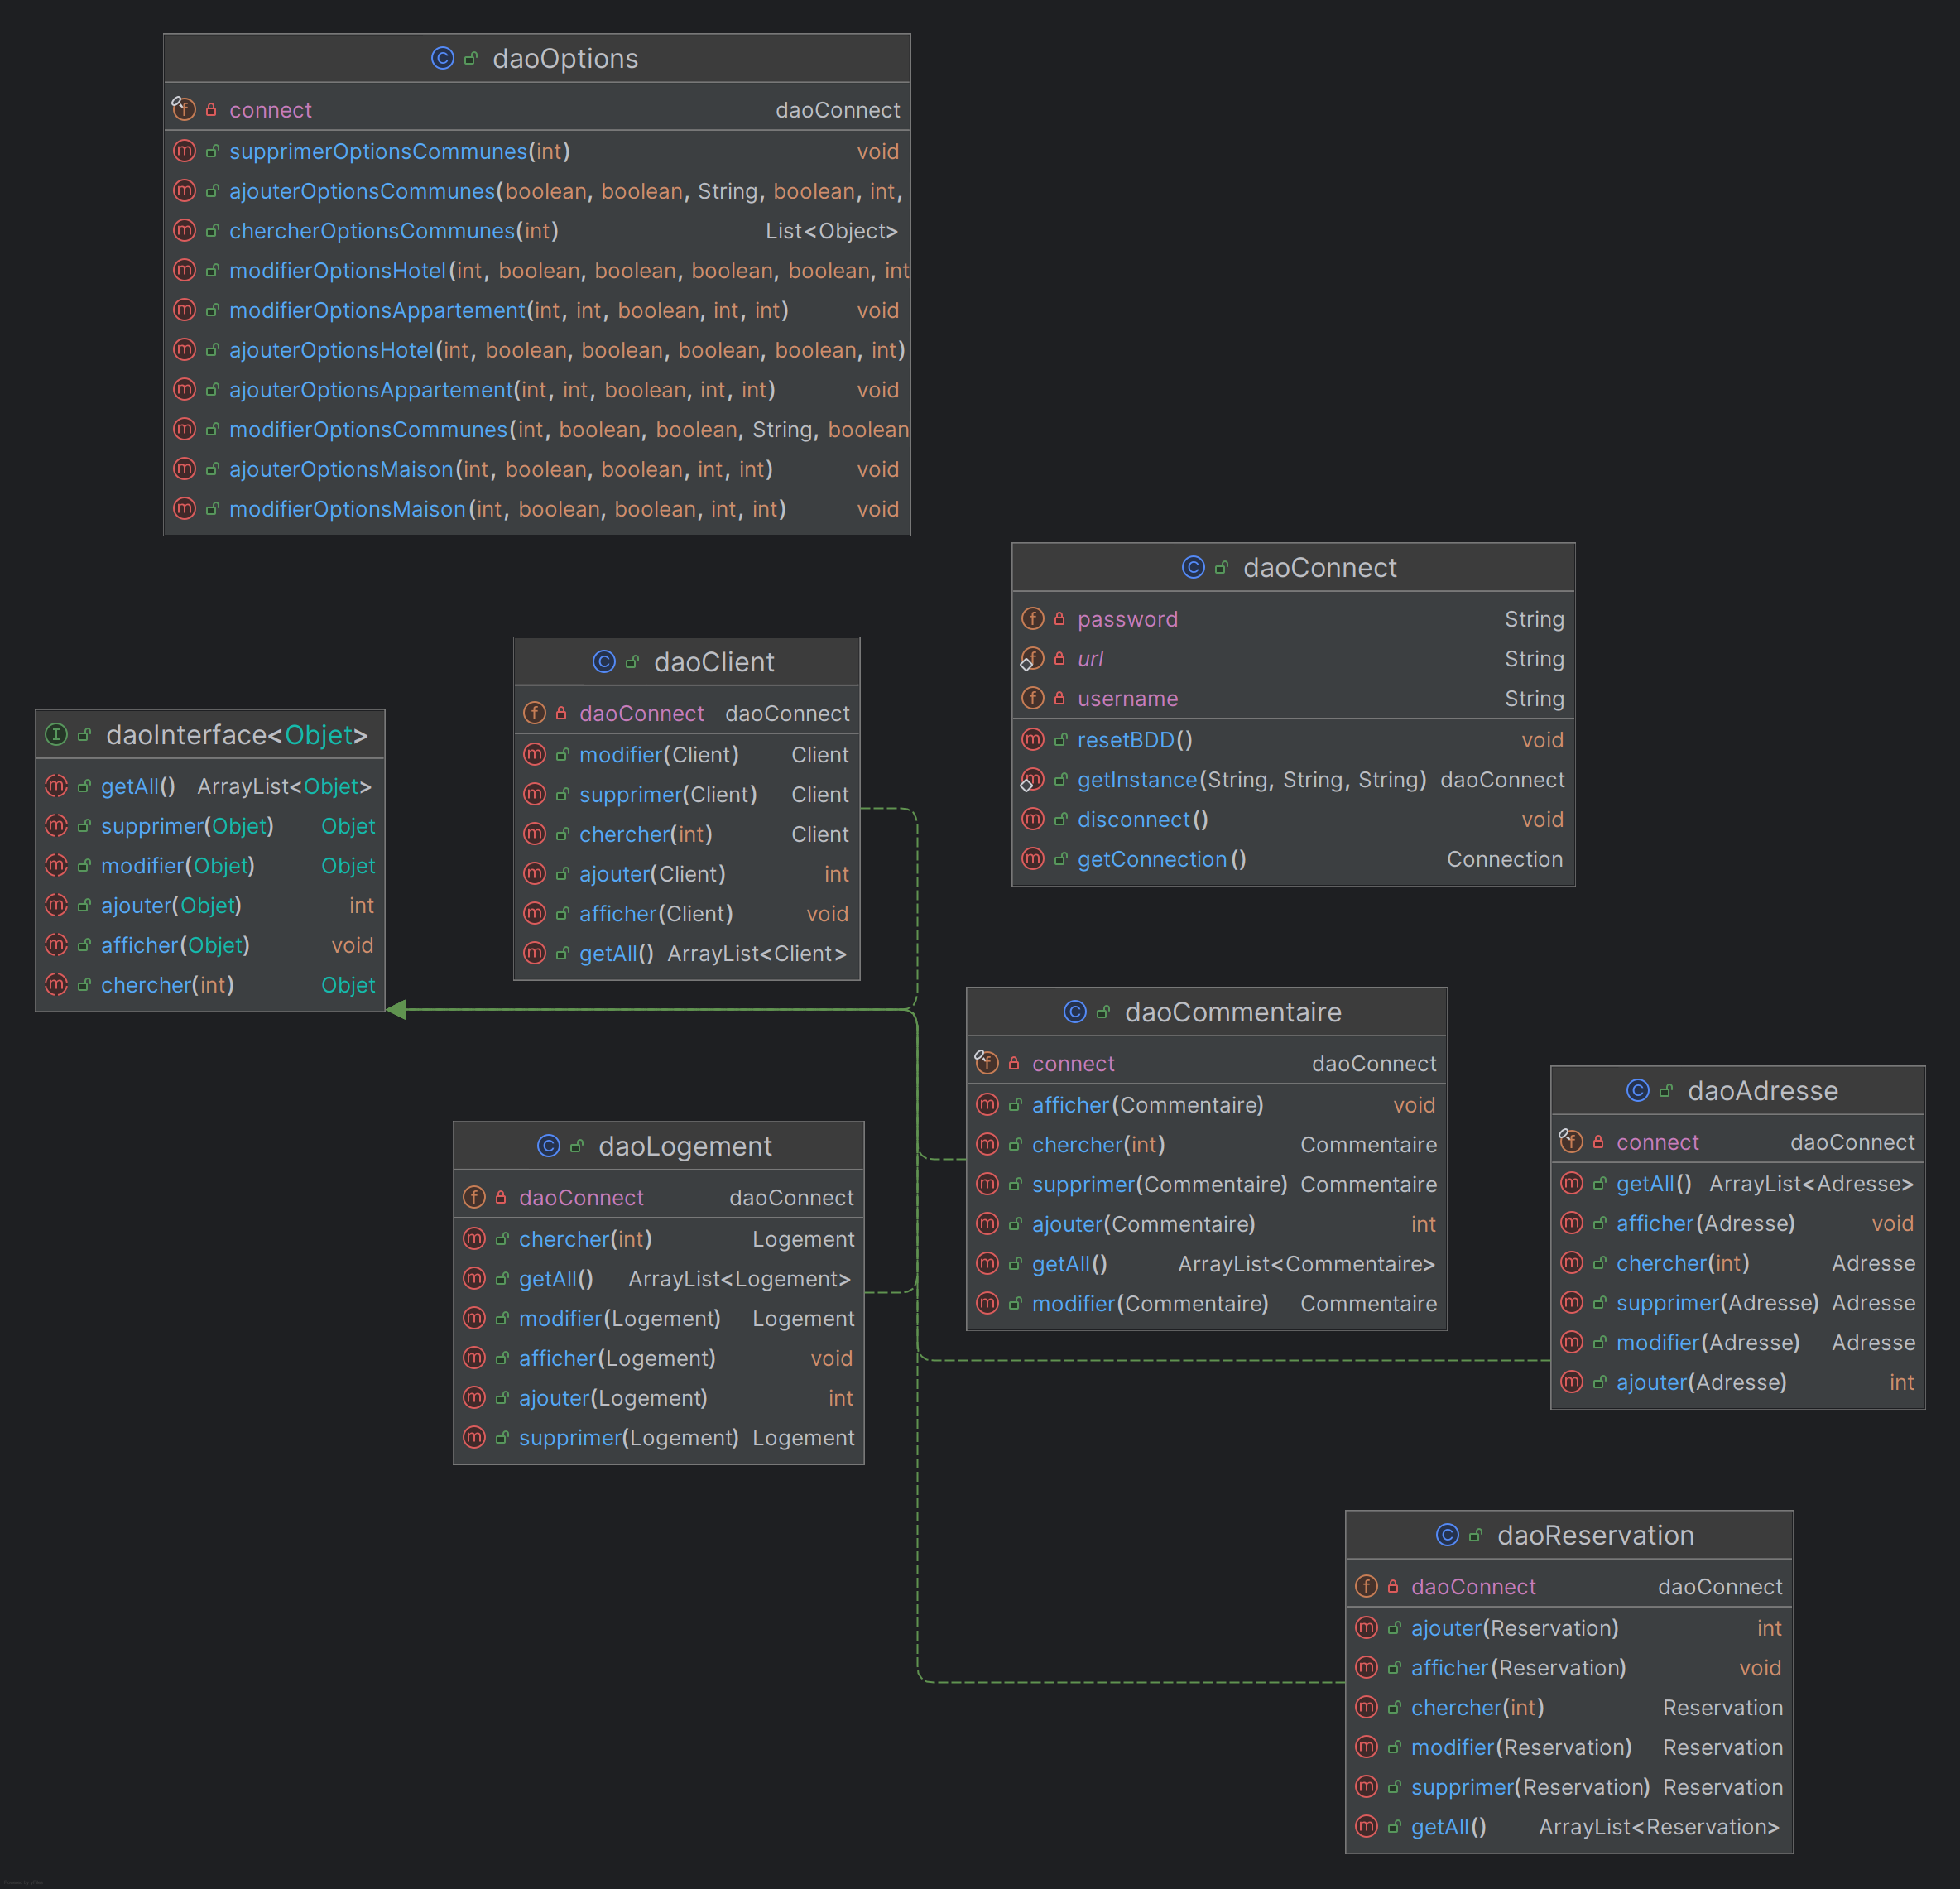 daoOptions
connect daoConnect
supprimerOptionsCommunes(int) void
ajouterOptionsCommunes(boolean, boolean, String, boolean, int,
chercherOptionsCommunes(int) List<Object>
modifierOptionsHotel(int, boolean, boolean, boolean, boolean, int
modifierOptionsAppartement(int, int, boolean, int, int) void
ajouterOptionsHotel(int, boolean, boolean, boolean, boolean, int)
ajouterOptionsAppartement(int, int, boolean, int, int) void
modifierOptionsCommunes(int, boolean, boolean, String, boolean
ajouterOptionsMaison(int, boolean, boolean, int, int) void
modifierOptionsMaison(int, boolean, boolean, int, int) void
daoConnect
password String
url String
username String
resetBDD() void
getInstance(String, String, String) daoConnect
disconnect() void
getConnection() Connection
daoClient
daoConnect daoConnect
modifier(Client) Client
supprimer(Client) Client
chercher(int) Client
ajouter(Client) int
afficher(Client) void
getAll() ArrayList<Client>
daoInterface<Objet>
getAll() ArrayList<Objet>
supprimer(Objet) Objet
modifier(Objet) Objet
ajouter(Objet) int
afficher(Objet) void
chercher(int) Objet
daoCommentaire
connect daoConnect
afficher(Commentaire) void
chercher(int) Commentaire
supprimer(Commentaire) Commentaire
ajouter(Commentaire) int
getAll() ArrayList<Commentaire>
modifier(Commentaire) Commentaire
daoAdresse
connect daoConnect
getAll() ArrayList<Adresse>
afficher(Adresse) void
chercher(int) Adresse
supprimer(Adresse) Adresse
modifier(Adresse) Adresse
ajouter(Adresse) int
daoLogement
daoConnect daoConnect
chercher(int) Logement
getAll() ArrayList<Logement>
modifier(Logement) Logement
afficher(Logement) void
ajouter(Logement) int
supprimer(Logement) Logement
daoReservation
daoConnect daoConnect
ajouter(Reservation) int
afficher(Reservation) void
chercher(int) Reservation
modifier(Reservation) Reservation
supprimer(Reservation) Reservation
getAll() ArrayList<Reservation>